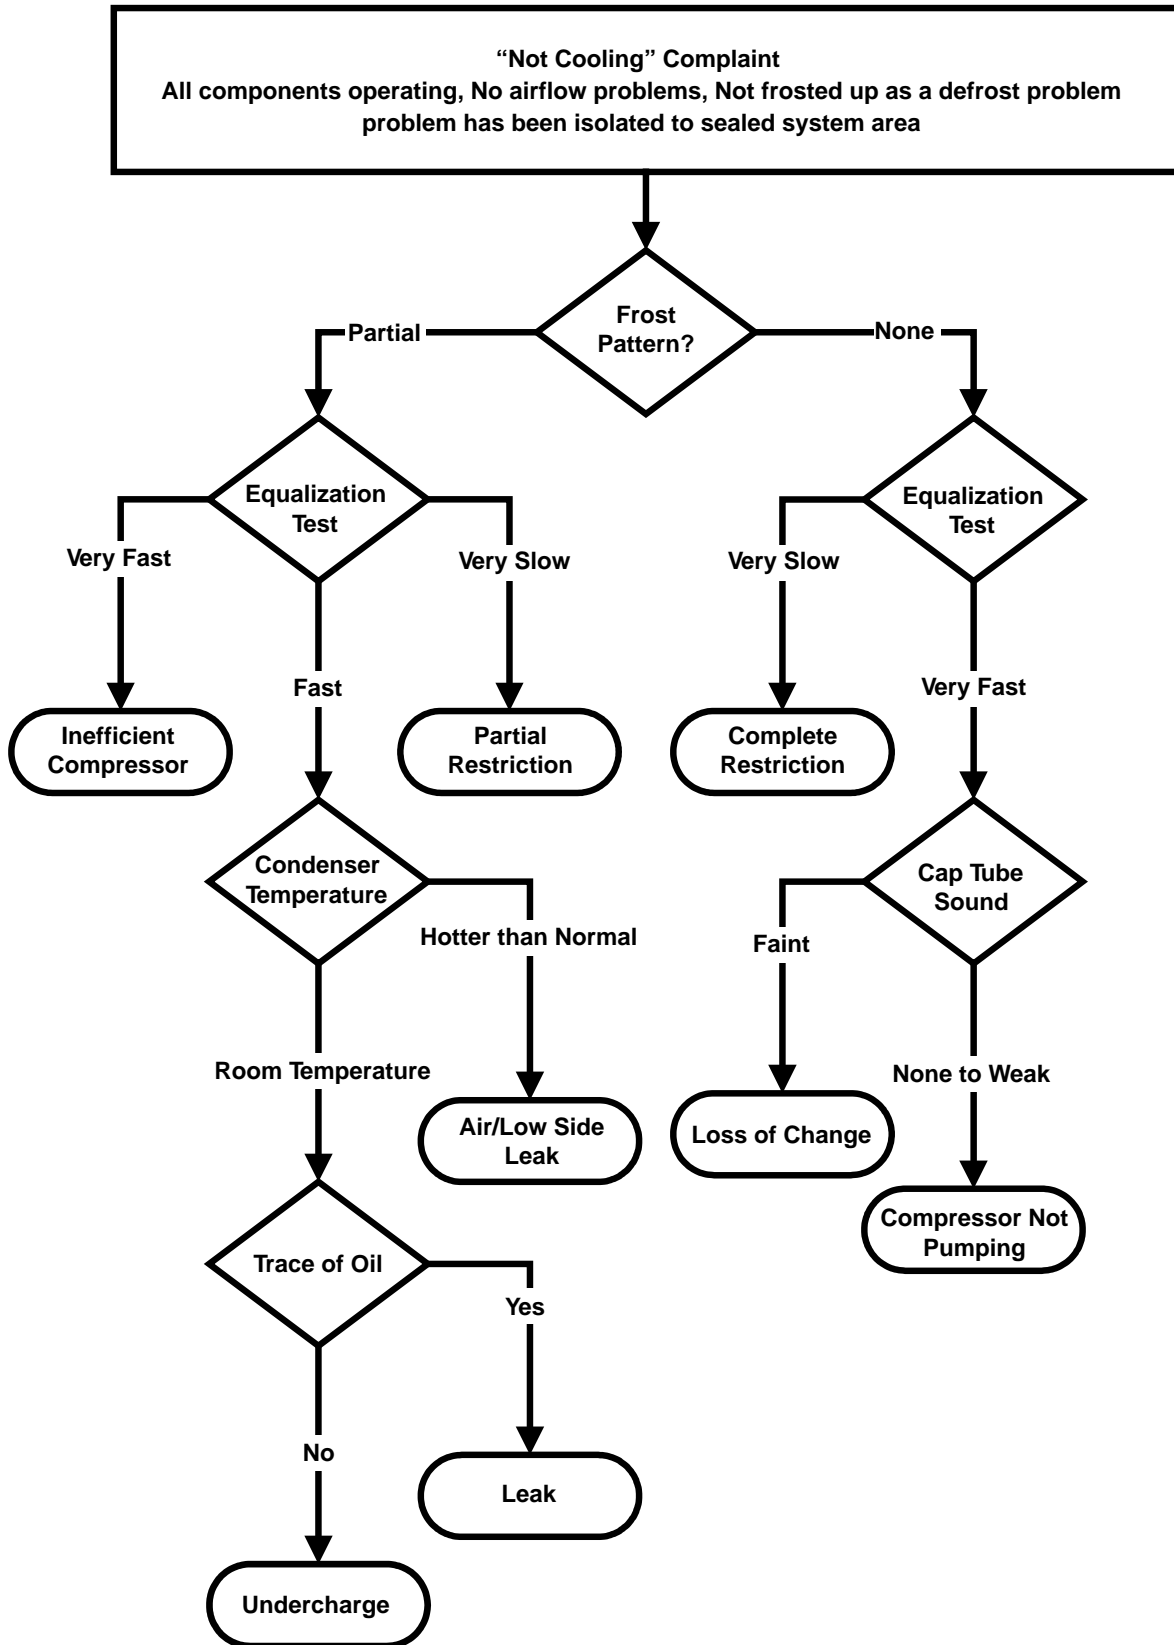 “Not Cooling” Complaint
All components operating, No airflow problems, Not frosted up as a defrost problem
problem has been isolated to sealed system area
Frost
Pattern?
Partial
None
Equalization
Test
Equalization
Test
Very Fast
Very Slow
Very Slow
Fast
Very Fast
Inefficient
Compressor
Partial
Restriction
Complete
Restriction
Condenser
Temperature
Cap Tube
Sound
Hotter than Normal
Faint
Room Temperature
None to Weak
Air/Low Side
Leak
Loss of Change
Compressor Not
Pumping
Trace of Oil
Yes
No
Leak
Undercharge